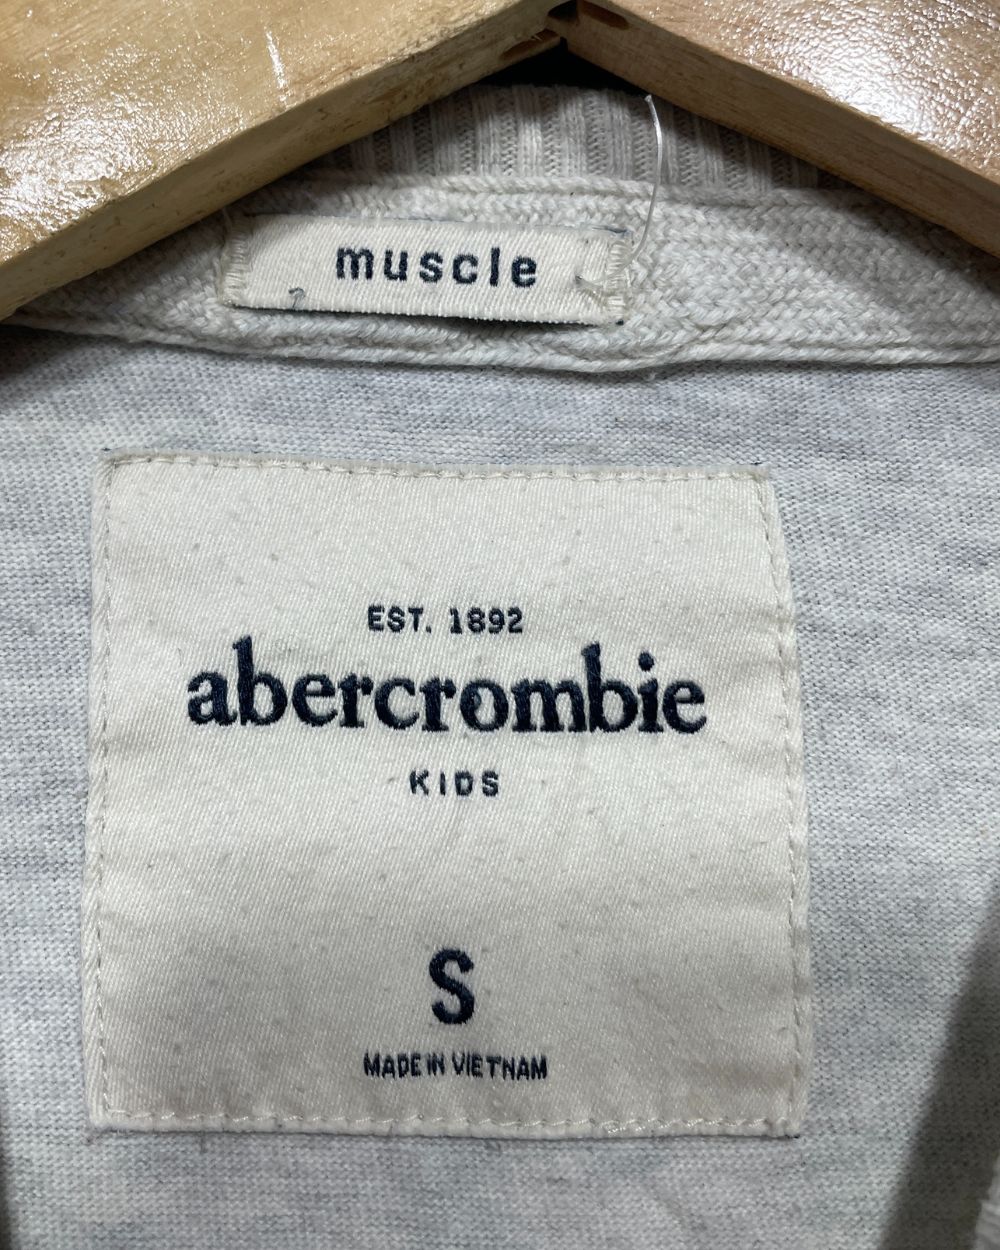 muscle
EST. 1892
abercrombie
KIDS
S
MADE IN VIETNAM